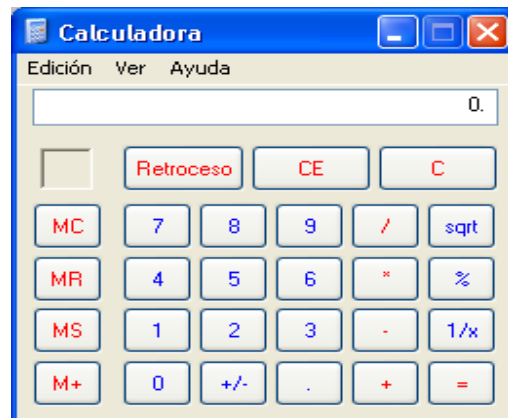 Calculadora
Edición Ver Ayuda
0.
Retroceso CE C
MC 7 8 9 / sqrt
MR 4 5 6 * %
MS 1 2 3 - 1/x
M+ 0 +/- . + =